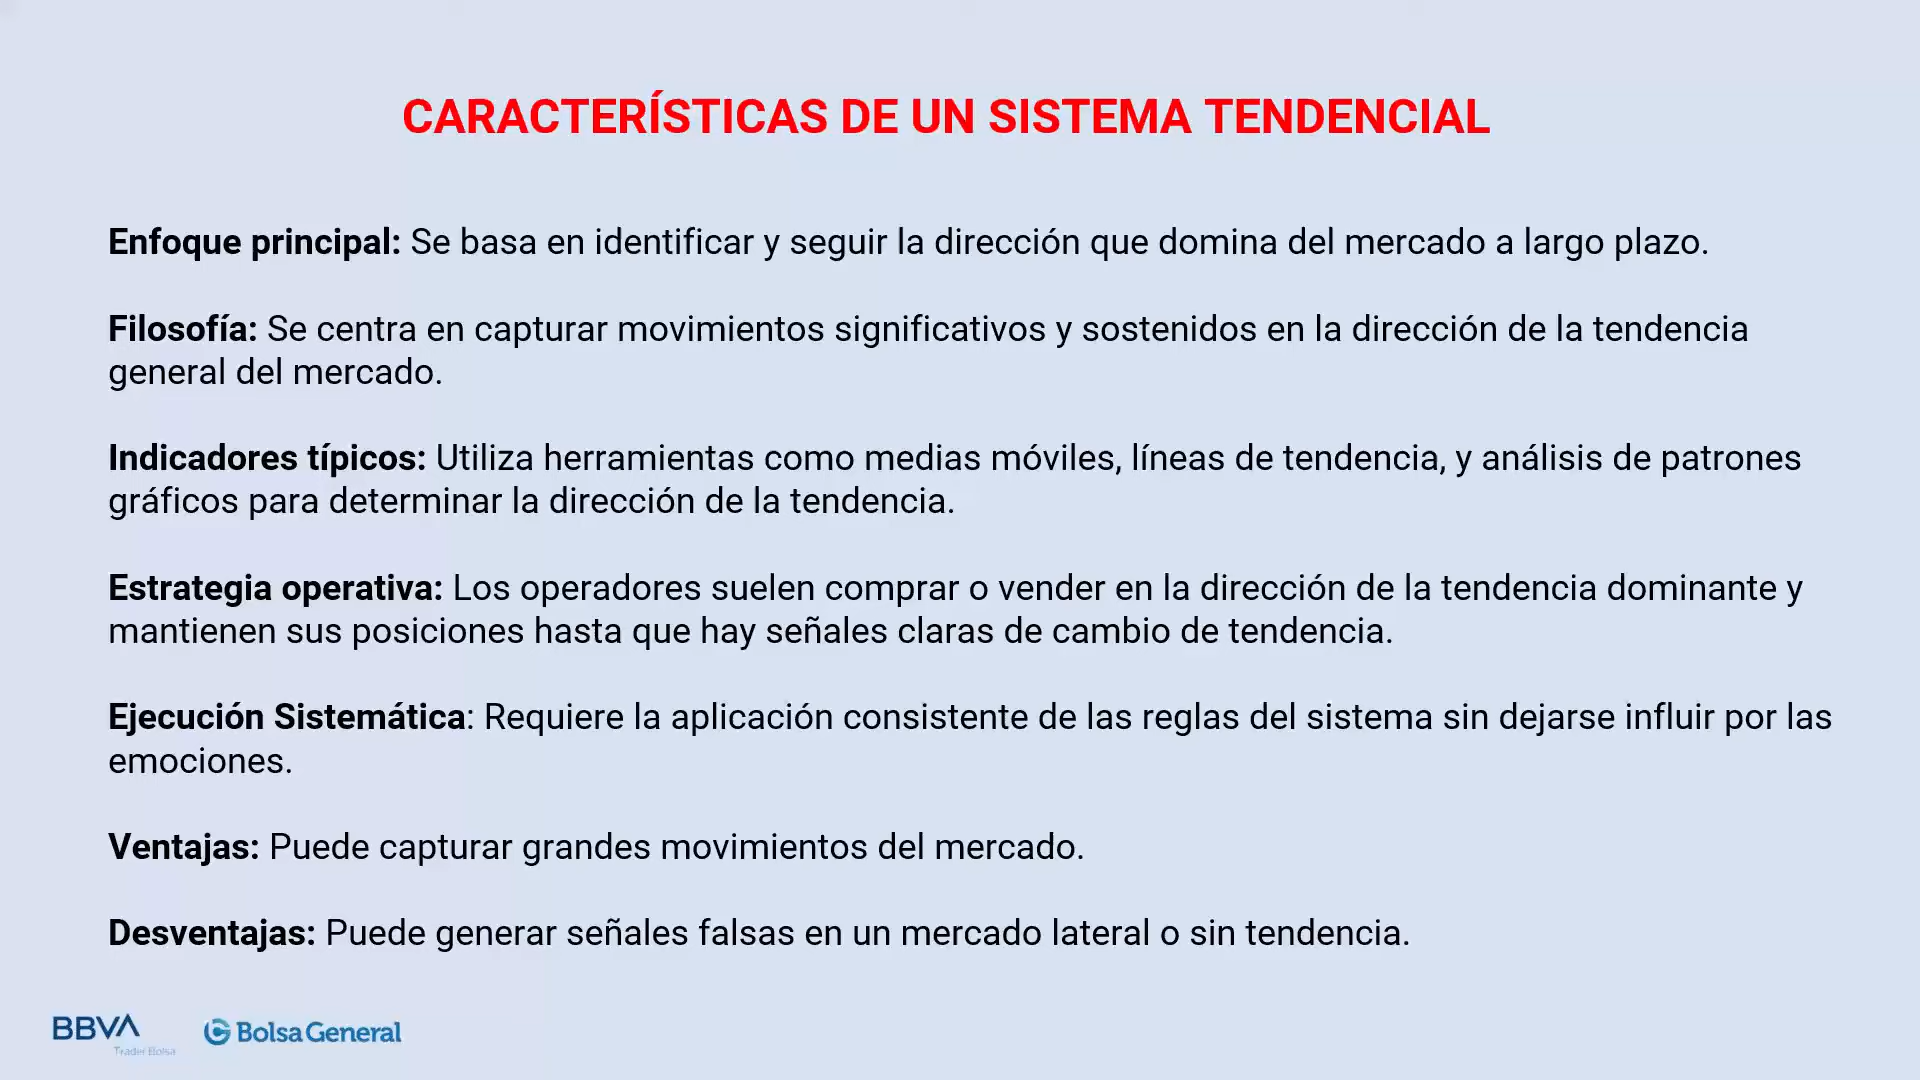 CARACTERÍSTICAS DE UN SISTEMA TENDENCIAL
Enfoque principal: Se basa en identificar y seguir la dirección que domina del mercado a largo plazo.
Filosofía: Se centra en capturar movimientos significativos y sostenidos en la dirección de la tendencia
general del mercado.
Indicadores típicos: Utiliza herramientas como medias móviles, líneas de tendencia, y análisis de patrones
gráficos para determinar la dirección de la tendencia.
Estrategia operativa: Los operadores suelen comprar o vender en la dirección de la tendencia dominante y
mantienen sus posiciones hasta que hay señales claras de cambio de tendencia.
Ejecución Sistemática: Requiere la aplicación consistente de las reglas del sistema sin dejarse influir por las
emociones.
Ventajas: Puede capturar grandes movimientos del mercado.
Desventajas: Puede generar señales falsas en un mercado lateral o sin tendencia.
BBVA
Trader Bolsa
Bolsa General